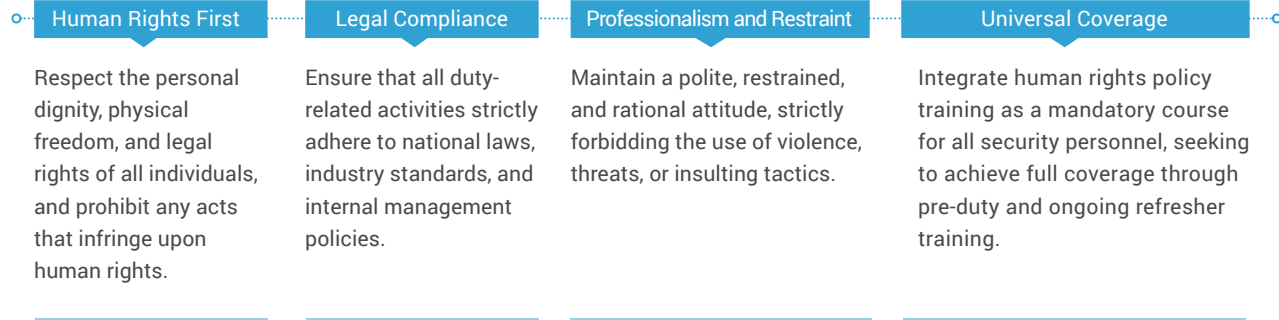 Human Rights First
Respect the personal
dignity, physical
freedom, and legal
rights of all individuals,
and prohibit any acts
that infringe upon
human rights.
Legal Compliance
Ensure that all duty-
related activities strictly
adhere to national laws,
industry standards, and
internal management
policies.
Professionalism and Restraint
Maintain a polite, restrained,
and rational attitude, strictly
forbidding the use of violence,
threats, or insulting tactics.
Universal Coverage
Integrate human rights policy
training as a mandatory course
for all security personnel, seeking
to achieve full coverage through
pre-duty and ongoing refresher
training.